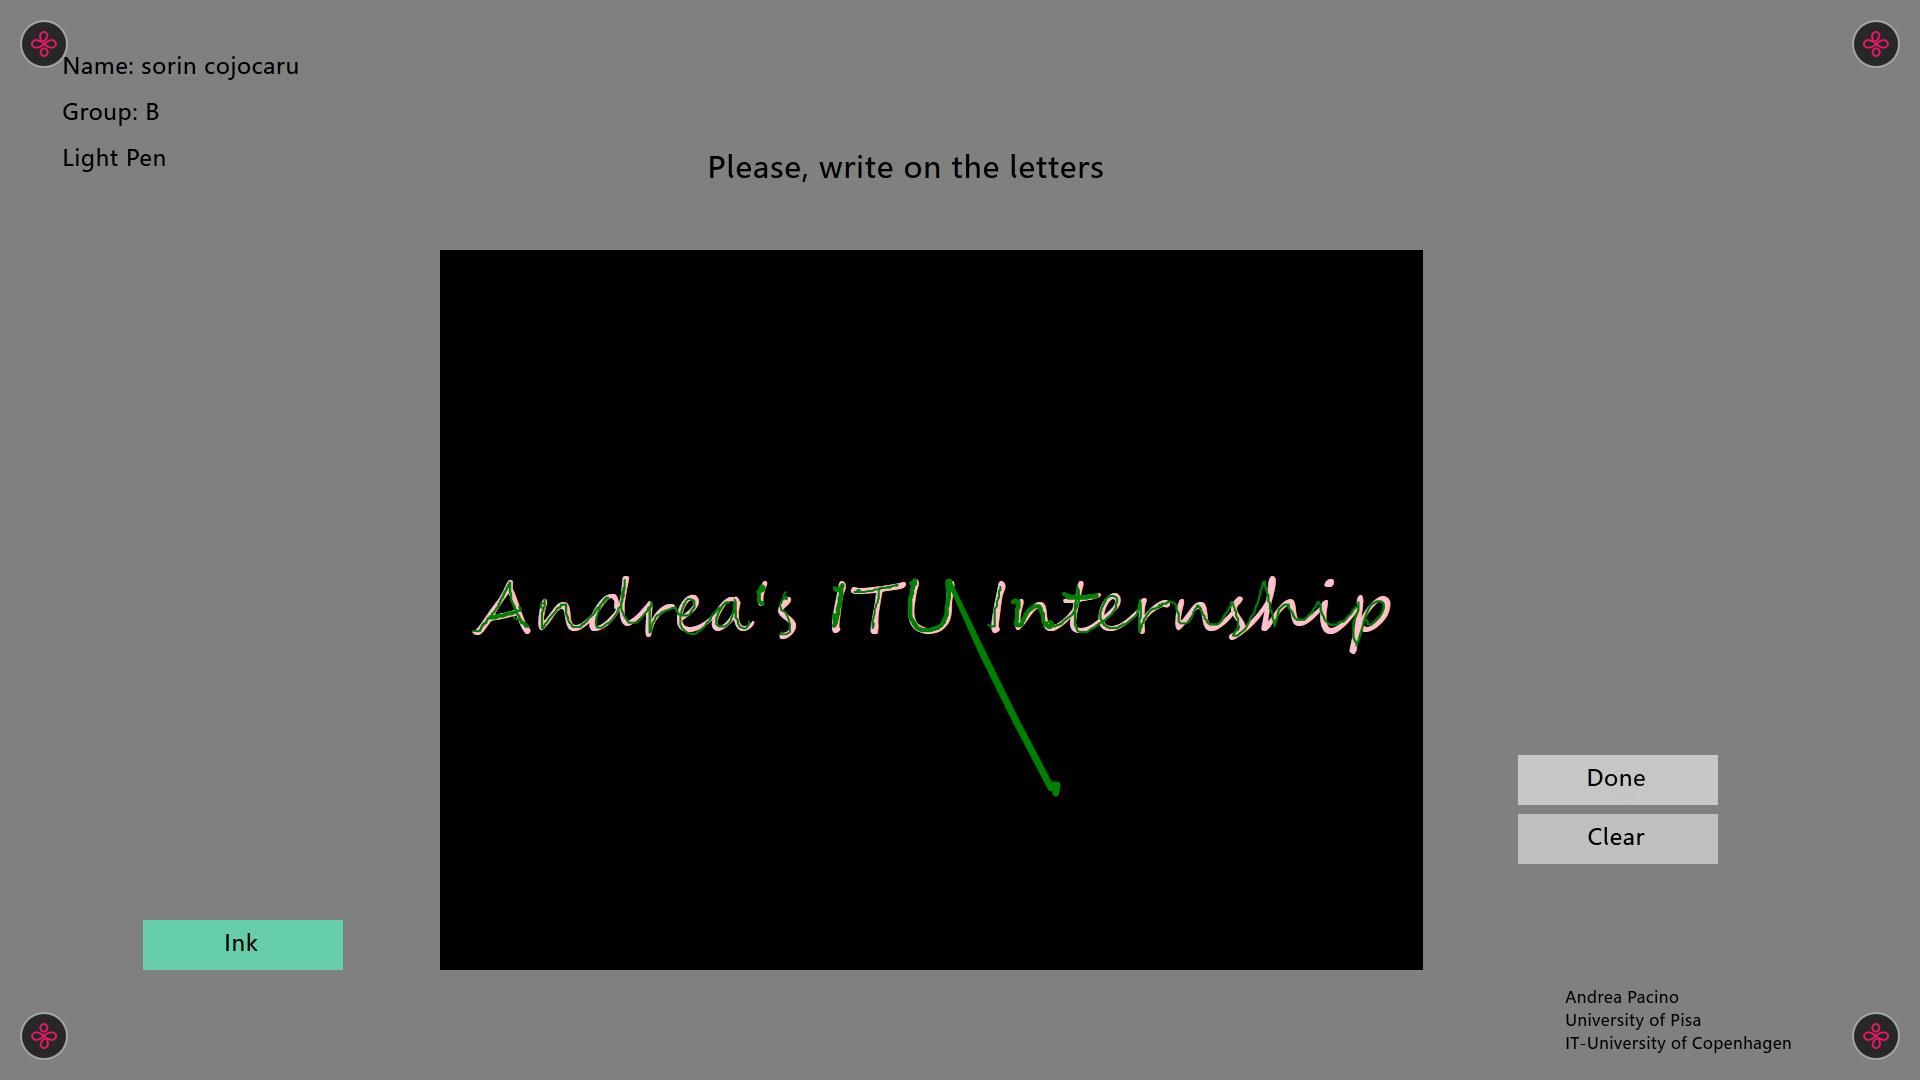 Name: sorin cojocaru
Group: B
Light Pen
Please, write on the letters
Andrea's ITU Internship
Done
Clear
Ink
Andrea Pacino
University of Pisa
IT-University of Copenhagen